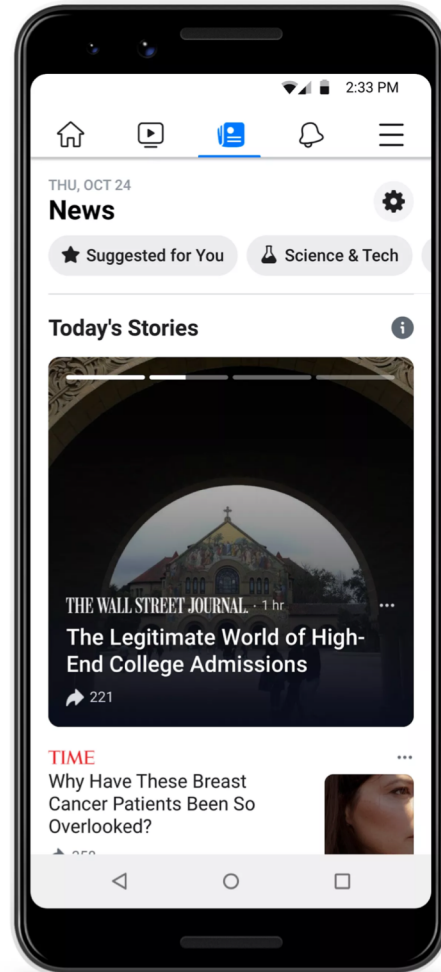 2:33 PM
THU, OCT 24
News
Suggested for You
Science & Tech
Today's Stories
THE WALL STREET JOURNAL. · 1 hr
The Legitimate World of High-
End College Admissions
221
TIME
Why Have These Breast
Cancer Patients Been So
Overlooked?